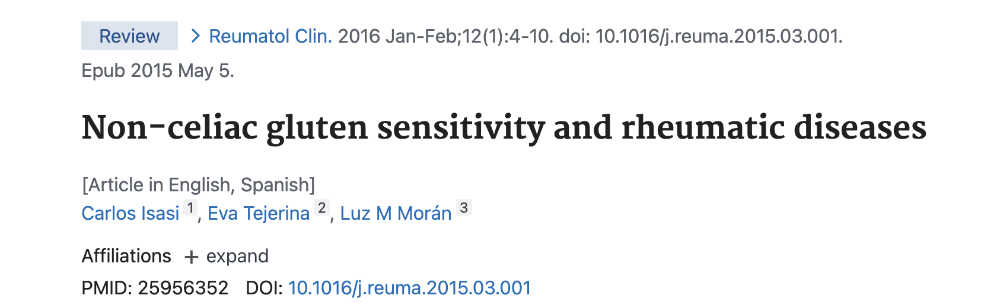 Review > Reumatol Clin. 2016 Jan-Feb;12(1):4-10. doi: 10.1016/j.reuma.2015.03.001.
Epub 2015 May 5.
Non-celiac gluten sensitivity and rheumatic diseases
[Article in English, Spanish]
Carlos Isasi 1, Eva Tejerina 2, Luz M Morán 3
Affiliations + expand
PMID: 25956352 DOI: 10.1016/j.reuma.2015.03.001